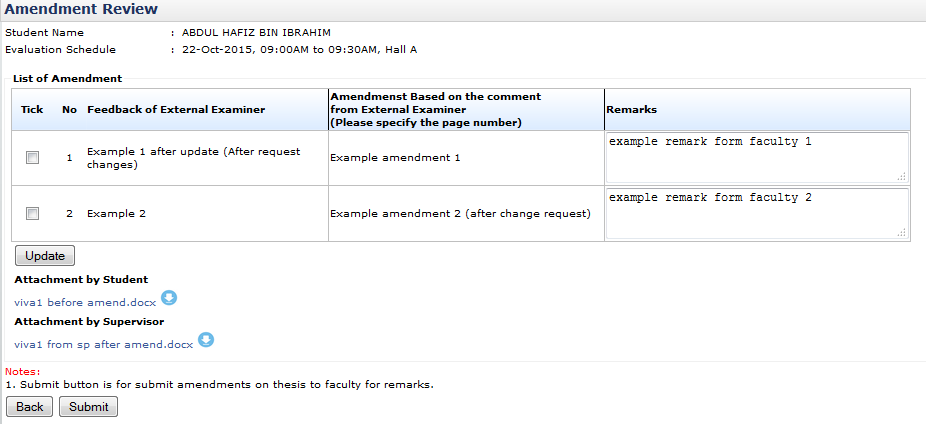 Amendment Review
Student Name : ABDUL HAFIZ BIN IBRAHIM
Evaluation Schedule : 22-Oct-2015, 09:00AM to 09:30AM, Hall A
List of Amendment
Tick No Feedback of External Examiner Amendmenst Based on the comment
from External Examiner
(Please specify the page number) Remarks
1 Example 1 after update (After request
changes) Example amendment 1 example remark form faculty 1
2 Example 2 Example amendment 2 (after change request) example remark form faculty 2
Update
Attachment by Student
viva1 before amend.docx
Attachment by Supervisor
viva1 from sp after amend.docx
Notes:
1. Submit button is for submit amendments on thesis to faculty for remarks.
Back Submit